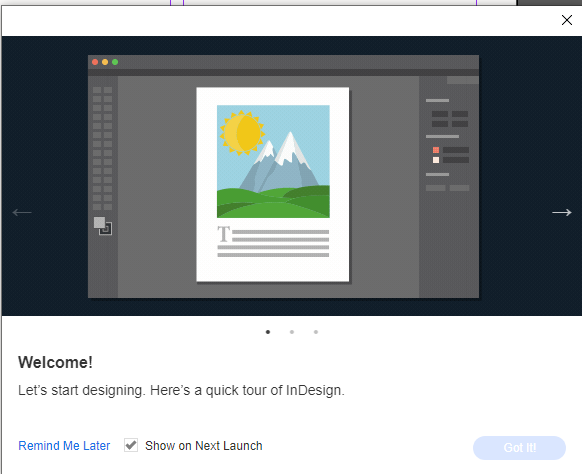 T
Welcome!
Let's start designing. Here's a quick tour of InDesign.
Remind Me Later
Show on Next Launch
Got It!